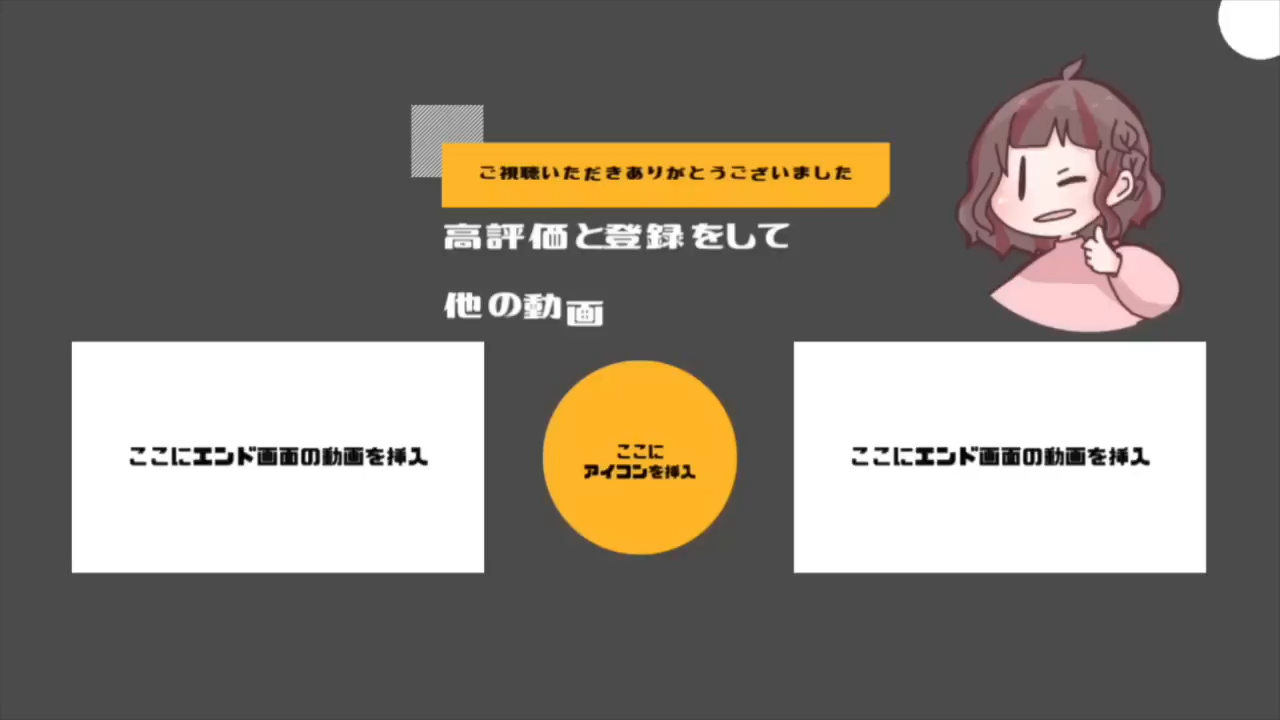 ご視聴いただきありがとうございました
高評価と登録をして
他の動画
ここにエンド画面の動画を挿入
ここに
アイコンを挿入
ここにエンド画面の動画を挿入